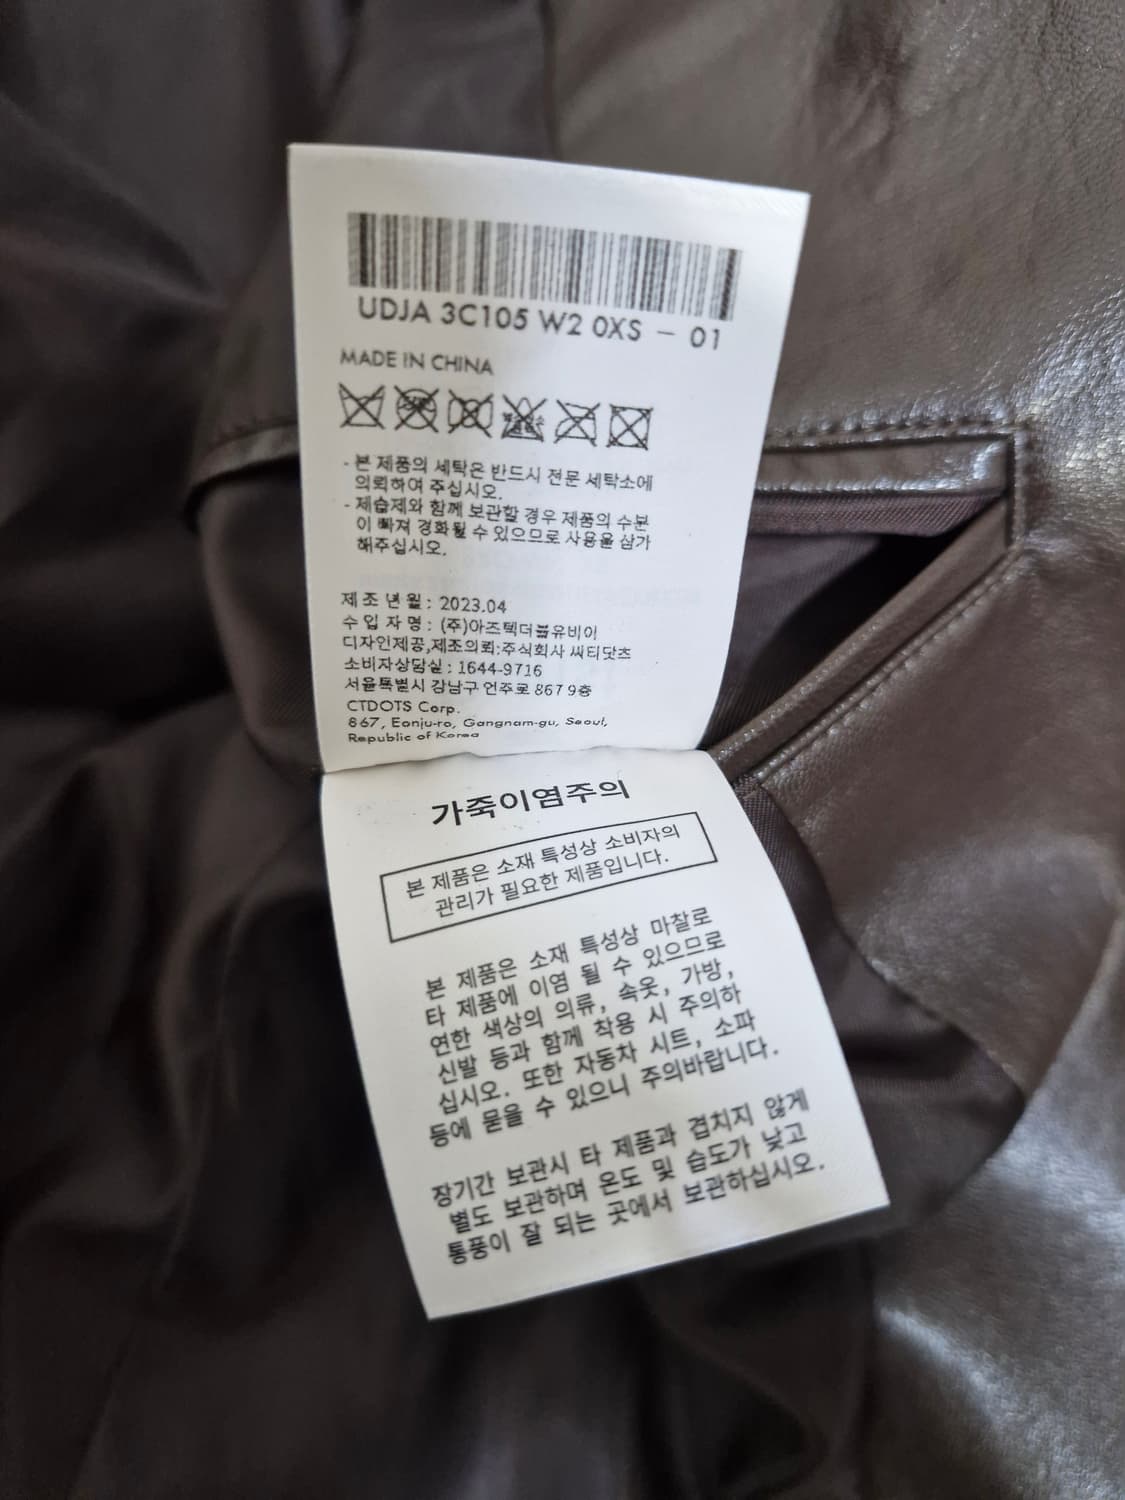 UDJA 3C105 W2 0XS - 01
MADE IN CHINA
- 본 제품의 세탁은 반드시 전문 세탁소에
의뢰하여 주십시오.
- 제습제와 함께 보관할 경우 제품의 수분
이 빠져 경화될 수 있으므로 사용을 삼가
해주십시오.
제 조 년 월 : 2023.04
수 입 자 명 : (주)아즈텍더블유비이
디자인제공,제조의뢰:주식회사 씨티닷츠
소비자상담실 : 1644-9716
서울특별시 강남구 언주로 867 9층
CTDOTS Corp.
867, Eonju-ro, Gangnam-gu, Seoul,
Republic of Korea
가죽이염주의
본 제품은 소재 특성상 소비자의
관리가 필요한 제품입니다.
본 제품은 소재 특성상 마찰로
타 제품에 이염 될 수 있으므로
연한 색상의 의류, 속옷, 가방,
신발 등과 함께 착용 시 주의하
십시오. 또한 자동차 시트, 소파
등에 묻을 수 있으니 주의바랍니다.
장기간 보관시 타 제품과 겹치지 않게
별도 보관하며 온도 및 습도가 낮고
통풍이 잘 되는 곳에서 보관하십시오.